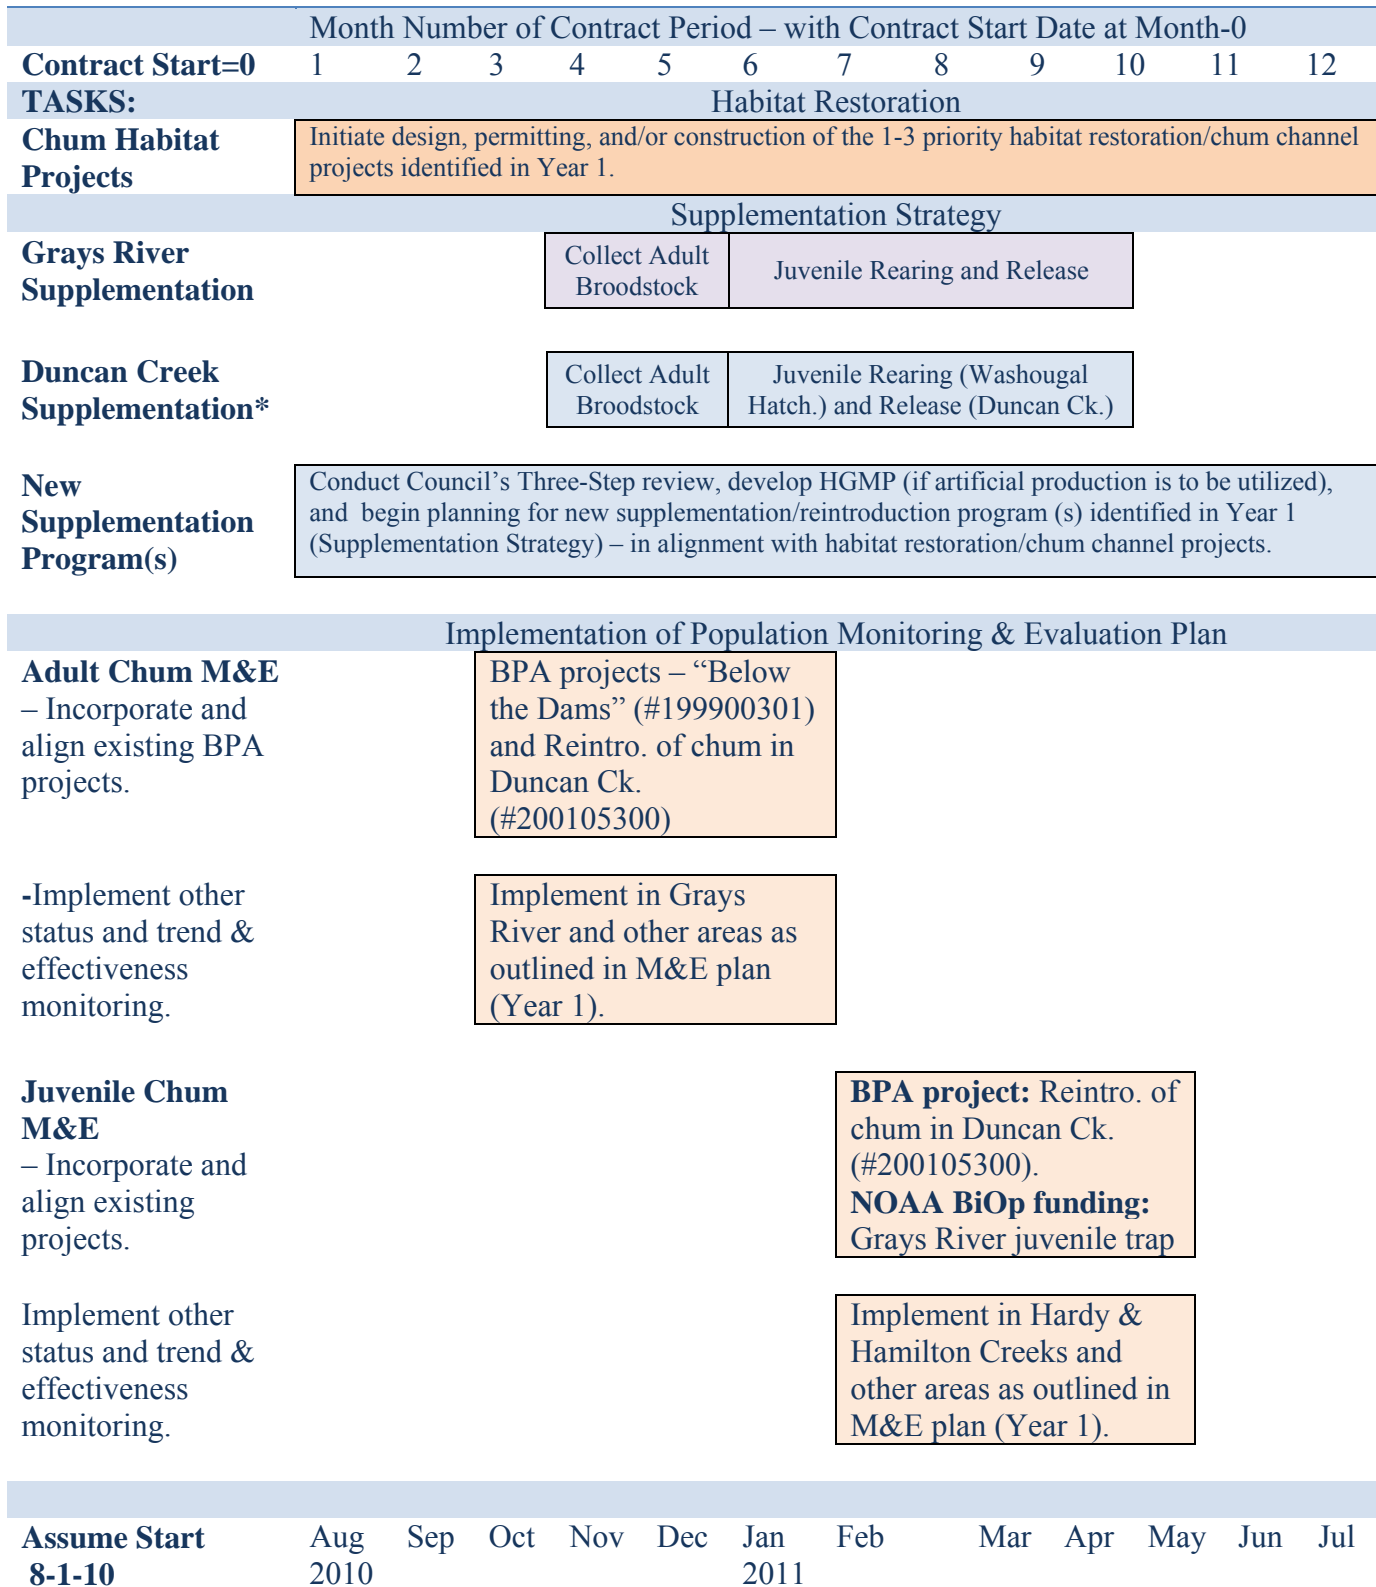 Month Number of Contract Period – with Contract Start Date at Month-0
Contract Start=0 1 2 3 4 5 6 7 8 9 10 11 12
TASKS: Habitat Restoration
Chum Habitat
Projects
Initiate design, permitting, and/or construction of the 1-3 priority habitat restoration/chum channel
projects identified in Year 1.
Supplementation Strategy
Grays River
Supplementation
Collect Adult
Broodstock
Juvenile Rearing and Release
Duncan Creek
Supplementation*
Collect Adult
Broodstock
Juvenile Rearing (Washougal
Hatch.) and Release (Duncan Ck.)
New
Supplementation
Program(s)
Conduct Council’s Three-Step review, develop HGMP (if artificial production is to be utilized),
and begin planning for new supplementation/reintroduction program (s) identified in Year 1
(Supplementation Strategy) – in alignment with habitat restoration/chum channel projects.
Implementation of Population Monitoring & Evaluation Plan
Adult Chum M&E
– Incorporate and
align existing BPA
projects.
BPA projects – “Below
the Dams” (#199900301)
and Reintro. of chum in
Duncan Ck.
(#200105300)
-Implement other
status and trend &
effectiveness
monitoring.
Implement in Grays
River and other areas as
outlined in M&E plan
(Year 1).
Juvenile Chum
M&E
– Incorporate and
align existing
projects.
BPA project: Reintro. of
chum in Duncan Ck.
(#200105300).
NOAA BiOp funding:
Grays River juvenile trap
Implement other
status and trend &
effectiveness
monitoring.
Implement in Hardy &
Hamilton Creeks and
other areas as outlined in
M&E plan (Year 1).
Assume Start Aug Sep Oct Nov Dec Jan Feb Mar Apr May Jun Jul
8-1-10 2010 2011